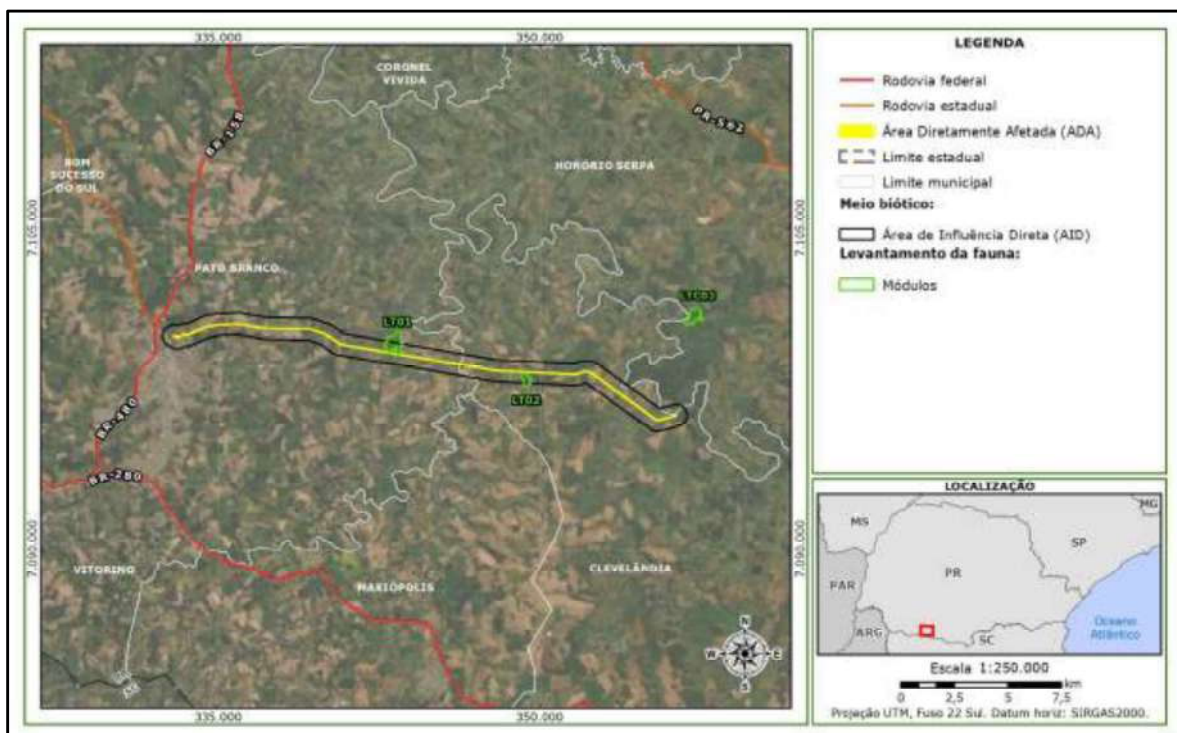 335.000
350.000
CORONEL
VIVIDA
BR-158
PR-562
BOM
SUCESSO
DO SUL
HONÓRIO SERPA
7.105.000
7.105.000
PATO BRANCO
LT01
LTC03
LT02
BR-480
BR-280
7.090.000
7.090.000
VITORINO
MARIÓPOLIS
CLEVELÂNDIA
N
W
E
S
PR
SC
335.000
350.000
LEGENDA
Rodovia federal
Rodovia estadual
Área Diretamente Afetada (ADA)
Limite estadual
Limite municipal
Meio biótico:
Área de Influência Direta (AID)
Levantamento da fauna:
Módulos
LOCALIZAÇÃO
MS
MG
SP
PR
PAR
ARG
SC
Oceano
Atlântico
Escala 1:250.000
km
0 2,5 5 7,5
Projeção UTM, Fuso 22 Sul. Datum horiz: SIRGAS2000.